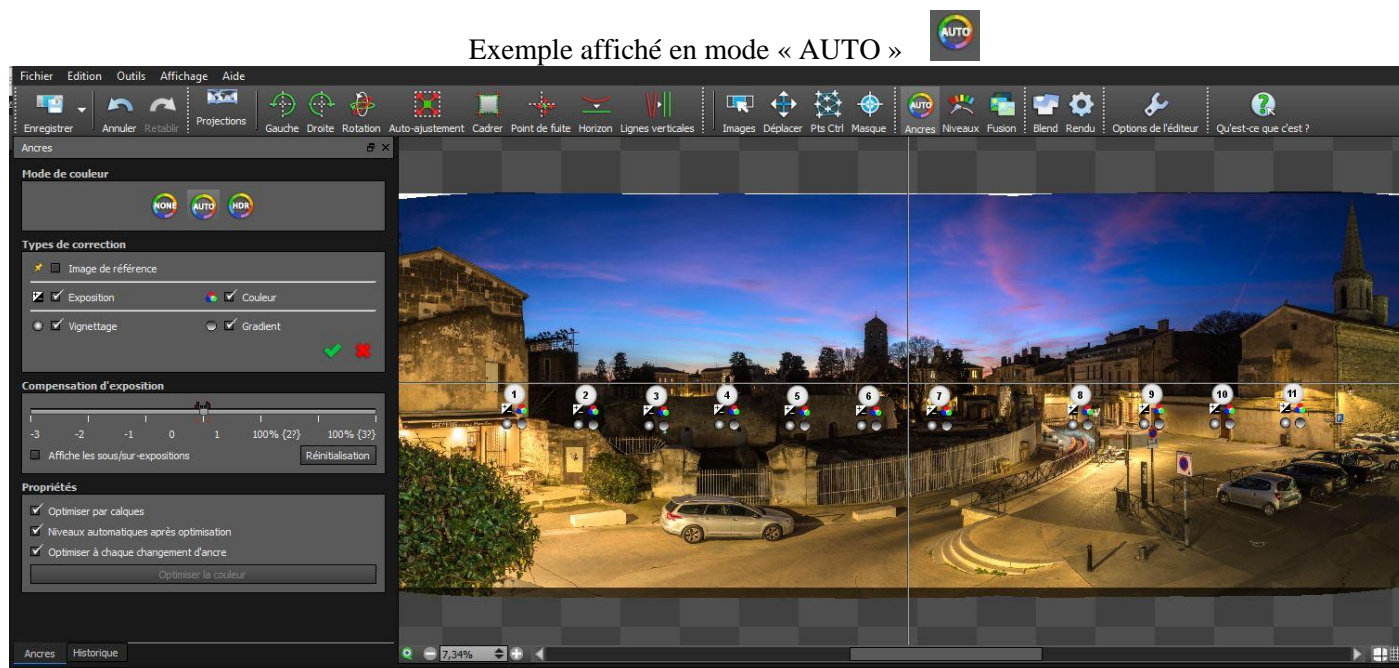 Exemple affiché en mode « AUTO » AUTO
Fichier Edition Outils Affichage Aide
Enregistrer Annuler Retablir Projections Gauche Droite Rotation Auto-ajustement Cadrer Point de fuite Horizon Lignes verticales Images Déplacer Pts Ctrl Masque AUTO Ancres Niveaux Fusion Blend Rendu Options de l'éditeur Qu'est-ce que c'est ?
Ancres
Mode de couleur
NONE AUTO HDR
Types de correction
Image de référence
Exposition Couleur
Vignettage Gradient
Compensation d'exposition
-3 -2 -1 0 1 100% {2?} 100% {3?}
Affiche les sous/sur-expositions Réinitialisation
Propriétés
Optimiser par calques
Niveaux automatiques après optimisation
Optimiser à chaque changement d'ancre
Optimiser la couleur
Ancres Historique
1 2 3 4 5 6 7 8 9 10 11
7,34%